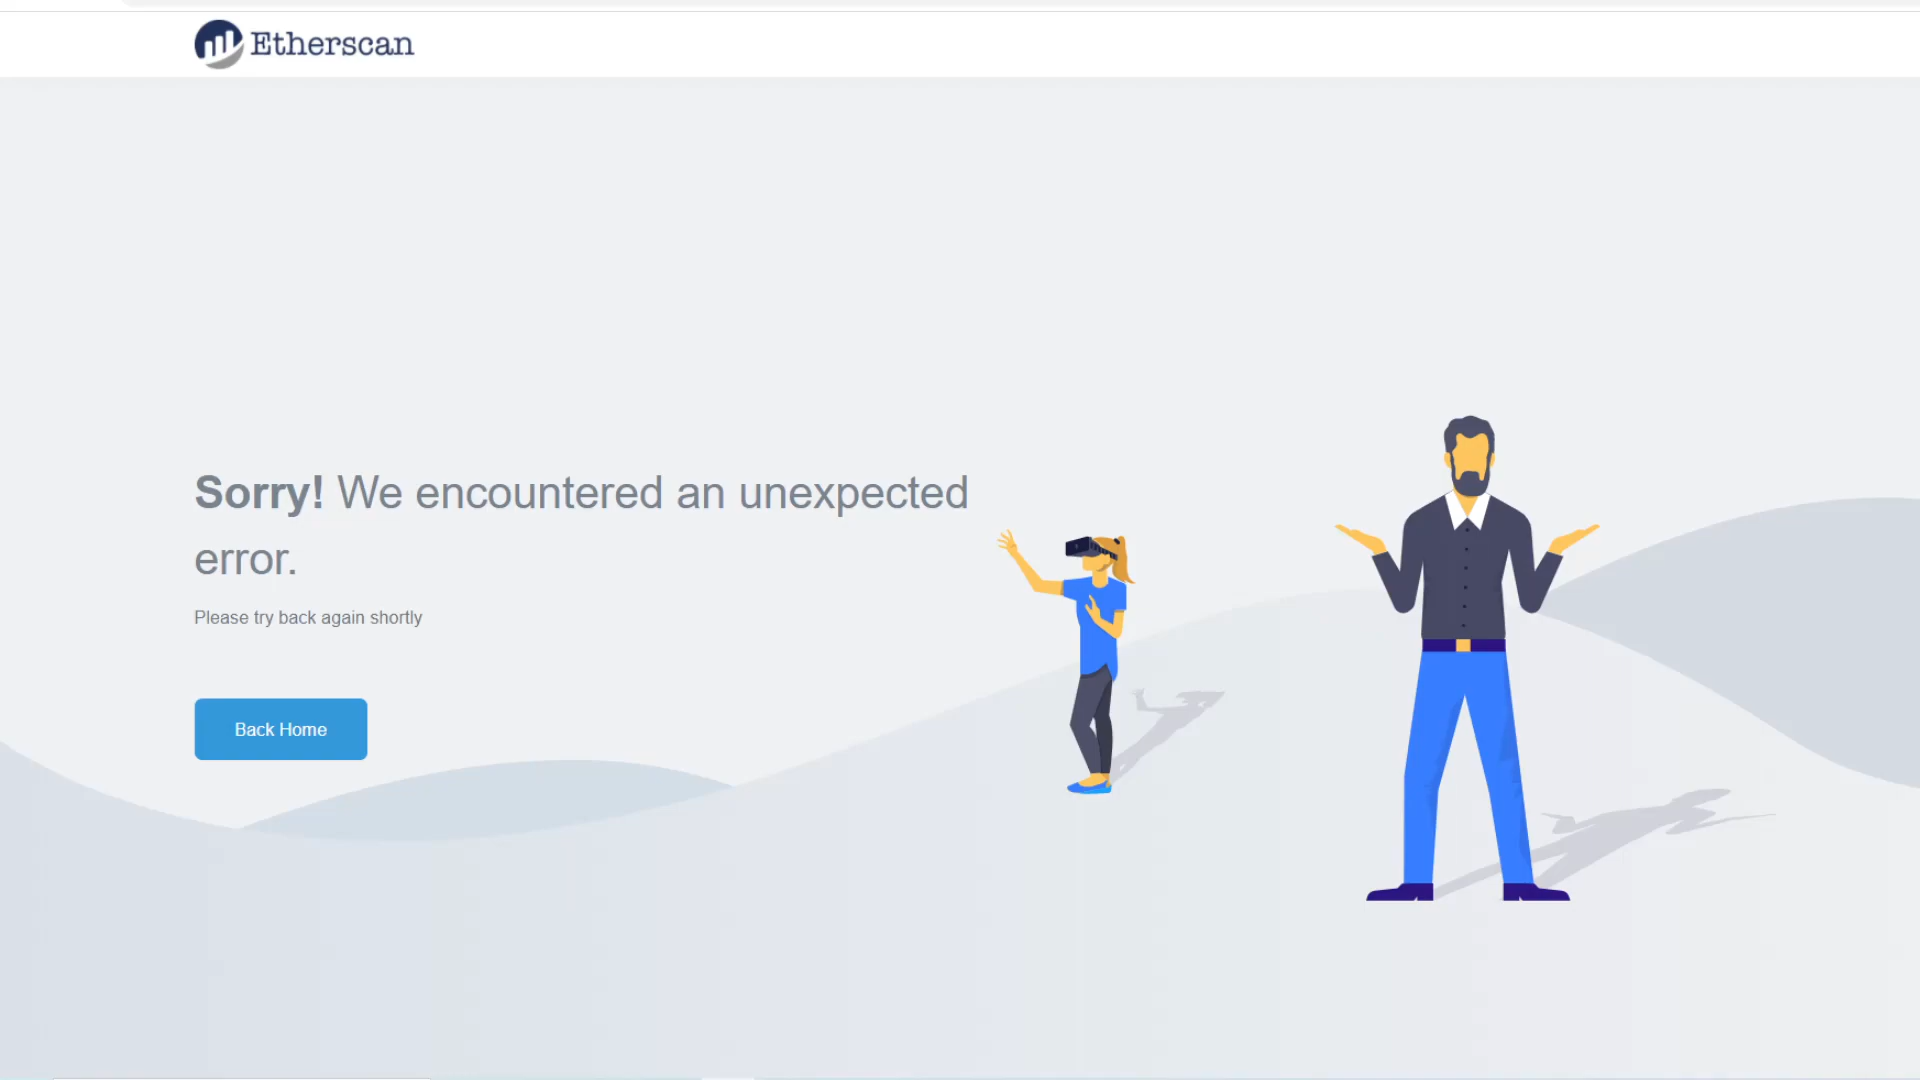 Etherscan
Sorry! We encountered an unexpected
error.
Please try back again shortly
Back Home